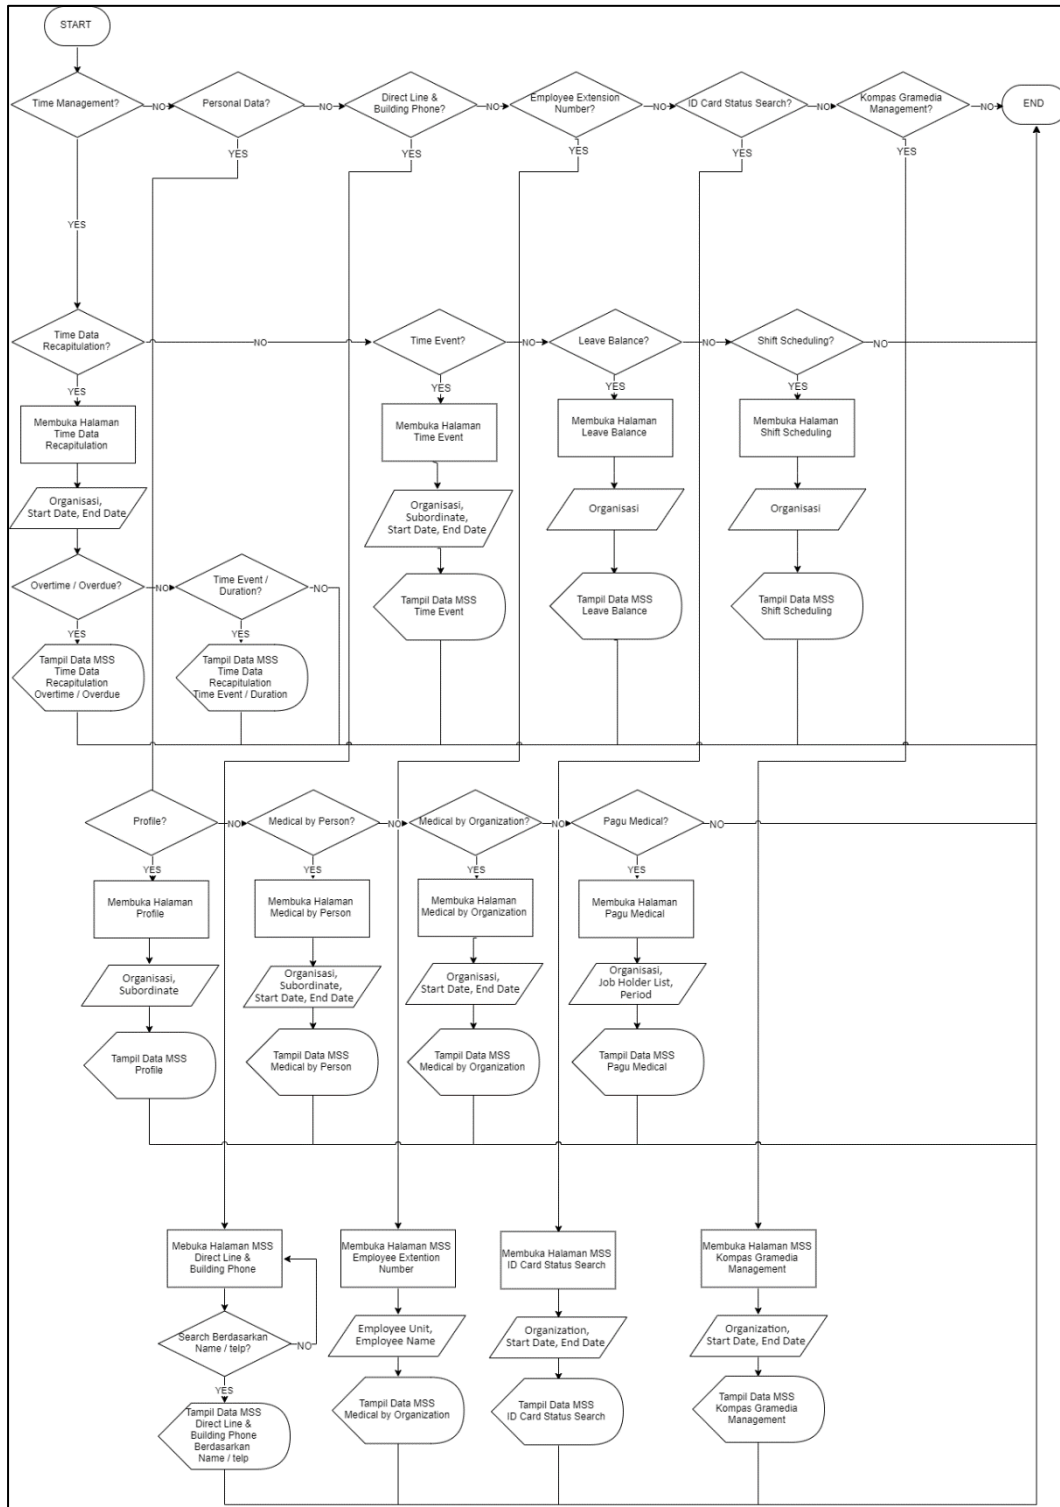 START
Time Management?
NO
Personal Data?
NO
Direct Line &
Building Phone?
NO
Employee Extension
Number?
NO
ID Card Status Search?
NO
Kompas Gramedia
Management?
NO
END
YES
YES
YES
YES
YES
YES
Time Data
Recapitulation?
NO
Time Event?
NO
Leave Balance?
NO
Shift Scheduling?
NO
YES
YES
YES
YES
Membuka Halaman
Time Data
Recapitulation
Membuka Halaman
Time Event
Membuka Halaman
Leave Balance
Membuka Halaman
Shift Scheduling
Organisasi,
Start Date, End Date
Organisasi,
Subordinate,
Start Date, End Date
Organisasi
Organisasi
Overtime / Overdue?
NO
Time Event /
Duration?
NO
Tampil Data MSS
Time Event
Tampil Data MSS
Leave Balance
Tampil Data MSS
Shift Scheduling
YES
YES
Tampil Data MSS
Time Data
Recapitulation
Overtime / Overdue
Tampil Data MSS
Time Data
Recapitulation
Time Event / Duration
Profile?
NO
Medical by Person?
NO
Medical by Organization?
NO
Pagu Medical?
NO
YES
YES
YES
YES
Membuka Halaman
Profile
Membuka Halaman
Medical by Person
Membuka Halaman
Medical by Organization
Membuka Halaman
Pagu Medical
Organisasi,
Subordinate
Organisasi,
Subordinate,
Start Date, End Date
Organisasi,
Start Date, End Date
Organisasi,
Job Holder List,
Period
Tampil Data MSS
Profile
Tampil Data MSS
Medical by Person
Tampil Data MSS
Medical by Organization
Tampil Data MSS
Pagu Medical
Mebuka Halaman MSS
Direct Line &
Building Phone
Membuka Halaman MSS
Employee Extention
Number
Membuka Halaman MSS
ID Card Status Search
Membuka Halaman MSS
Kompas Gramedia
Management
Search Berdasarkan
Name / telp?
NO
Employee Unit,
Employee Name
Organization,
Start Date, End Date
Organization,
Start Date, End Date
YES
Tampil Data MSS
Direct Line &
Building Phone
Berdasarkan
Name / telp
Tampil Data MSS
Medical by Organization
Tampil Data MSS
ID Card Status Search
Tampil Data MSS
Kompas Gramedia
Management